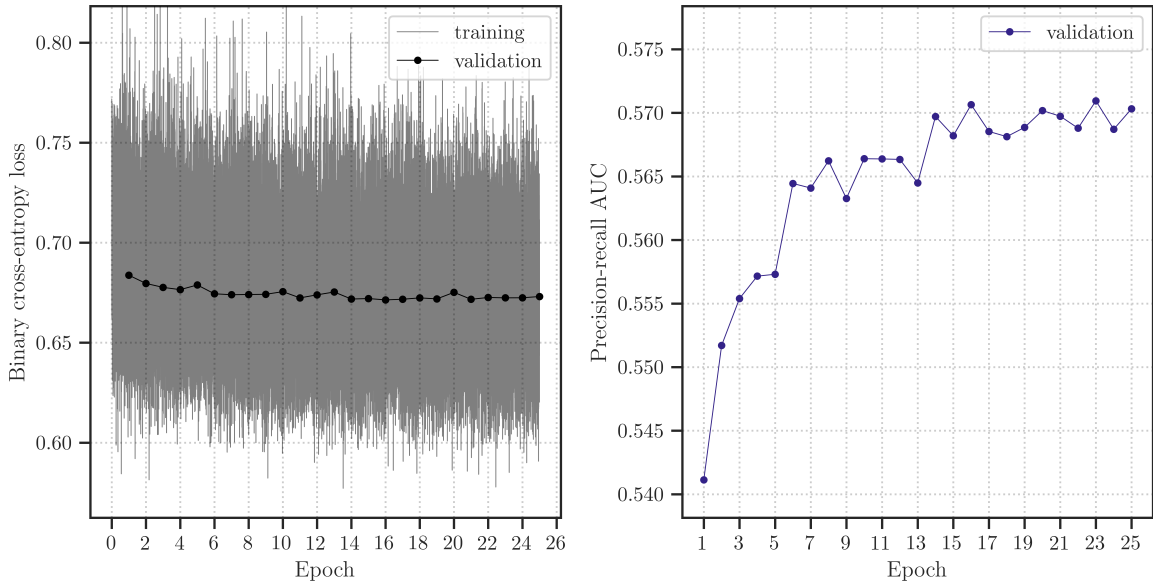 training
validation
0.80
0.75
0.70
0.65
0.60
Binary cross-entropy loss
0 2 4 6 8 10 12 14 16 18 20 22 24 26
Epoch
validation
0.575
0.570
0.565
0.560
0.555
0.550
0.545
0.540
Precision-recall AUC
1 3 5 7 9 11 13 15 17 19 21 23 25
Epoch